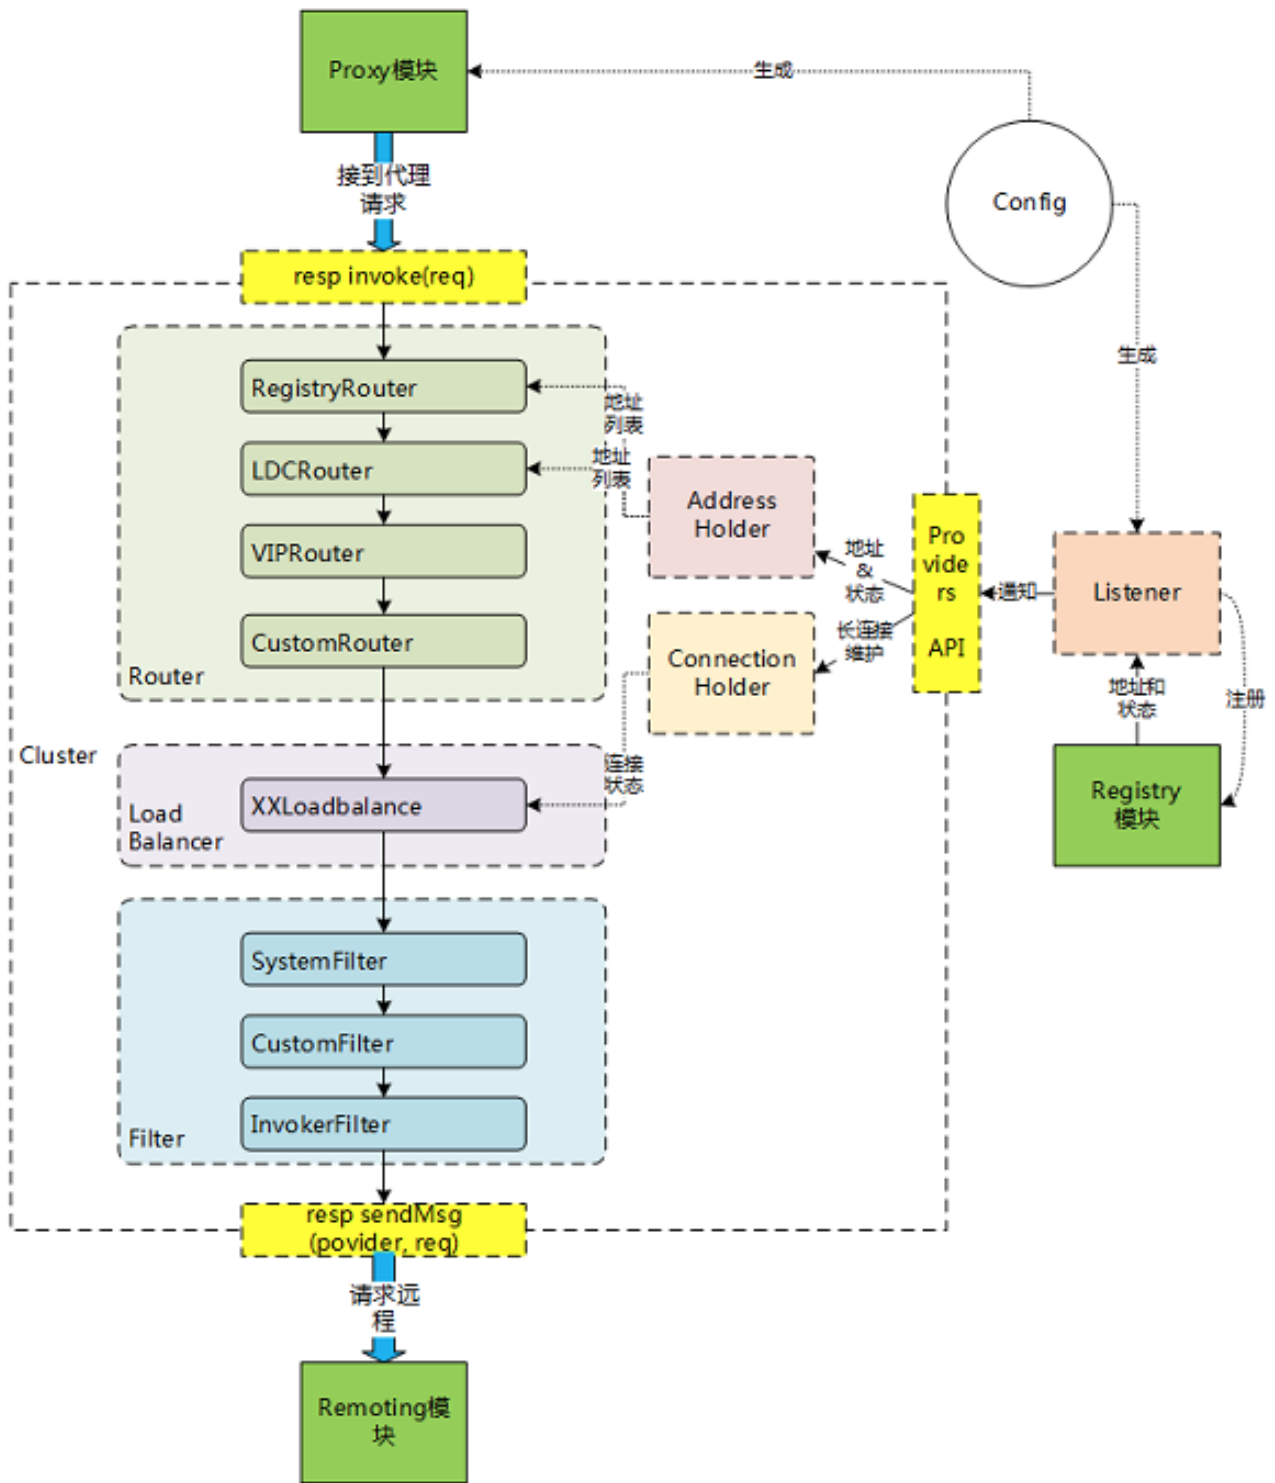 Proxy模块
生成
接到代理
请求
Config
resp invoke(req)
生成
RegistryRouter
地址
列表
LDCRouter
地址
列表
Address
Holder
VIPRouter
地址
&
状态
Pro
vide
rs
API
通知
Listener
CustomRouter
Router
长连接
维护
Connection
Holder
地址和
状态
注册
Cluster
连接
状态
XXLoadbalance
Load
Balancer
Registry
模块
SystemFilter
CustomFilter
InvokerFilter
Filter
resp sendMsg
(povider, req)
请求远
程
Remoting模
块